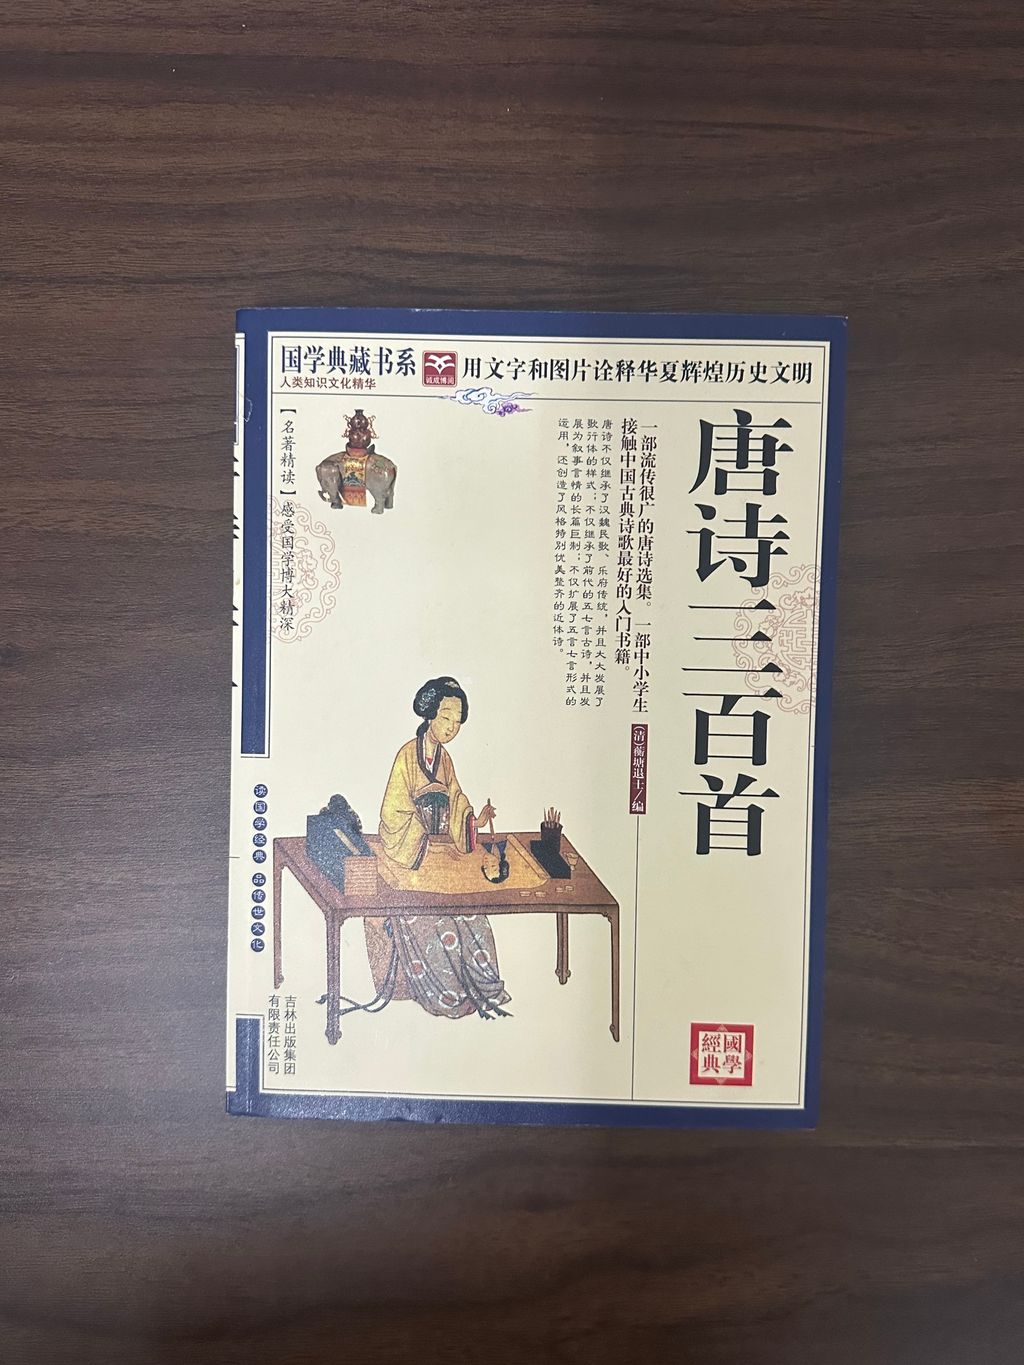 国学典藏书系
人类知识文化精华
诚成博阅
用文字和图片诠释华夏辉煌历史文明
唐诗三百首
一部流传很广的唐诗选集。一部中小学生
接触中国古典诗歌最好的入门书籍。
(清)蘅塘退士/编
唐诗不仅继承了汉魏民歌、乐府传统，并且大大发展了
歌行体的样式；不仅继承了前代的五七言古诗，并且发
展为叙事言情的长篇巨制；不仅扩展了五言七言形式的
运用，还创造了风格特别优美整齐的近体诗。
【名著精读】感受国学博大精深
读国学经典 品传世文化
吉林出版集团
有限责任公司
國學
經典